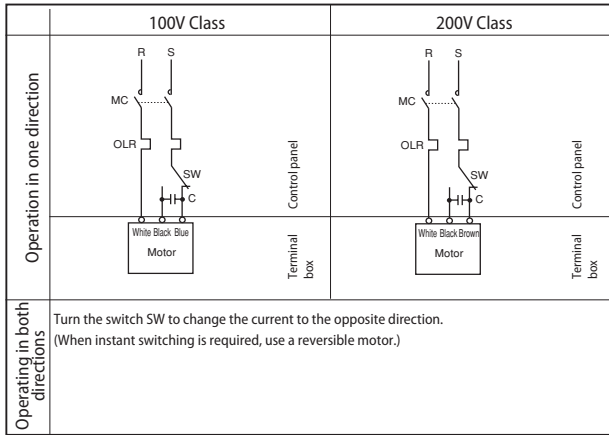 100V Class
200V Class
Operation in one direction
R S
MC
OLR
SW
C
White Black Blue
Motor
Control panel
Terminal
box
R S
MC
OLR
SW
C
White Black Brown
Motor
Control panel
Terminal
box
Operating in both
directions
Turn the switch SW to change the current to the opposite direction.
(When instant switching is required, use a reversible motor.)